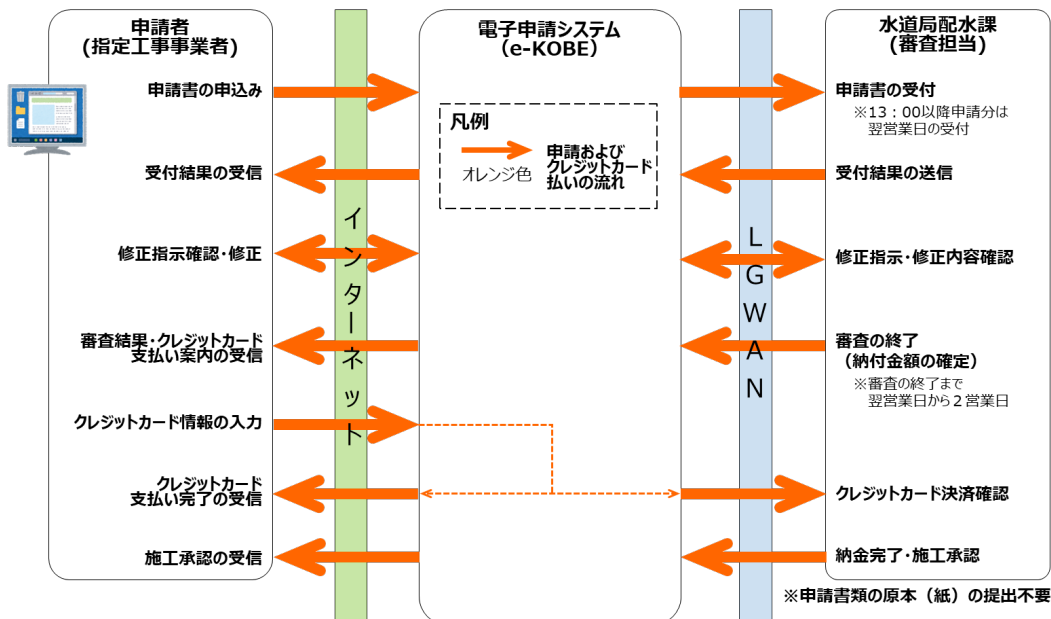 申請者
(指定工事事業者)
申請書の申込み
受付結果の受信
修正指示確認・修正
審査結果・クレジットカード
支払い案内の受信
クレジットカード情報の入力
クレジットカード
支払い完了の受信
施工承認の受信
インターネット
電子申請システム
(e-KOBE)
凡例
オレンジ色
申請および
クレジットカード
払いの流れ
LGWAN
水道局配水課
(審査担当)
申請書の受付
※13：00以降申請分は
翌営業日の受付
受付結果の送信
修正指示・修正内容確認
審査の終了
(納付金額の確定)
※審査の終了まで
翌営業日から２営業日
クレジットカード決済確認
納金完了・施工承認
※申請書類の原本（紙）の提出不要